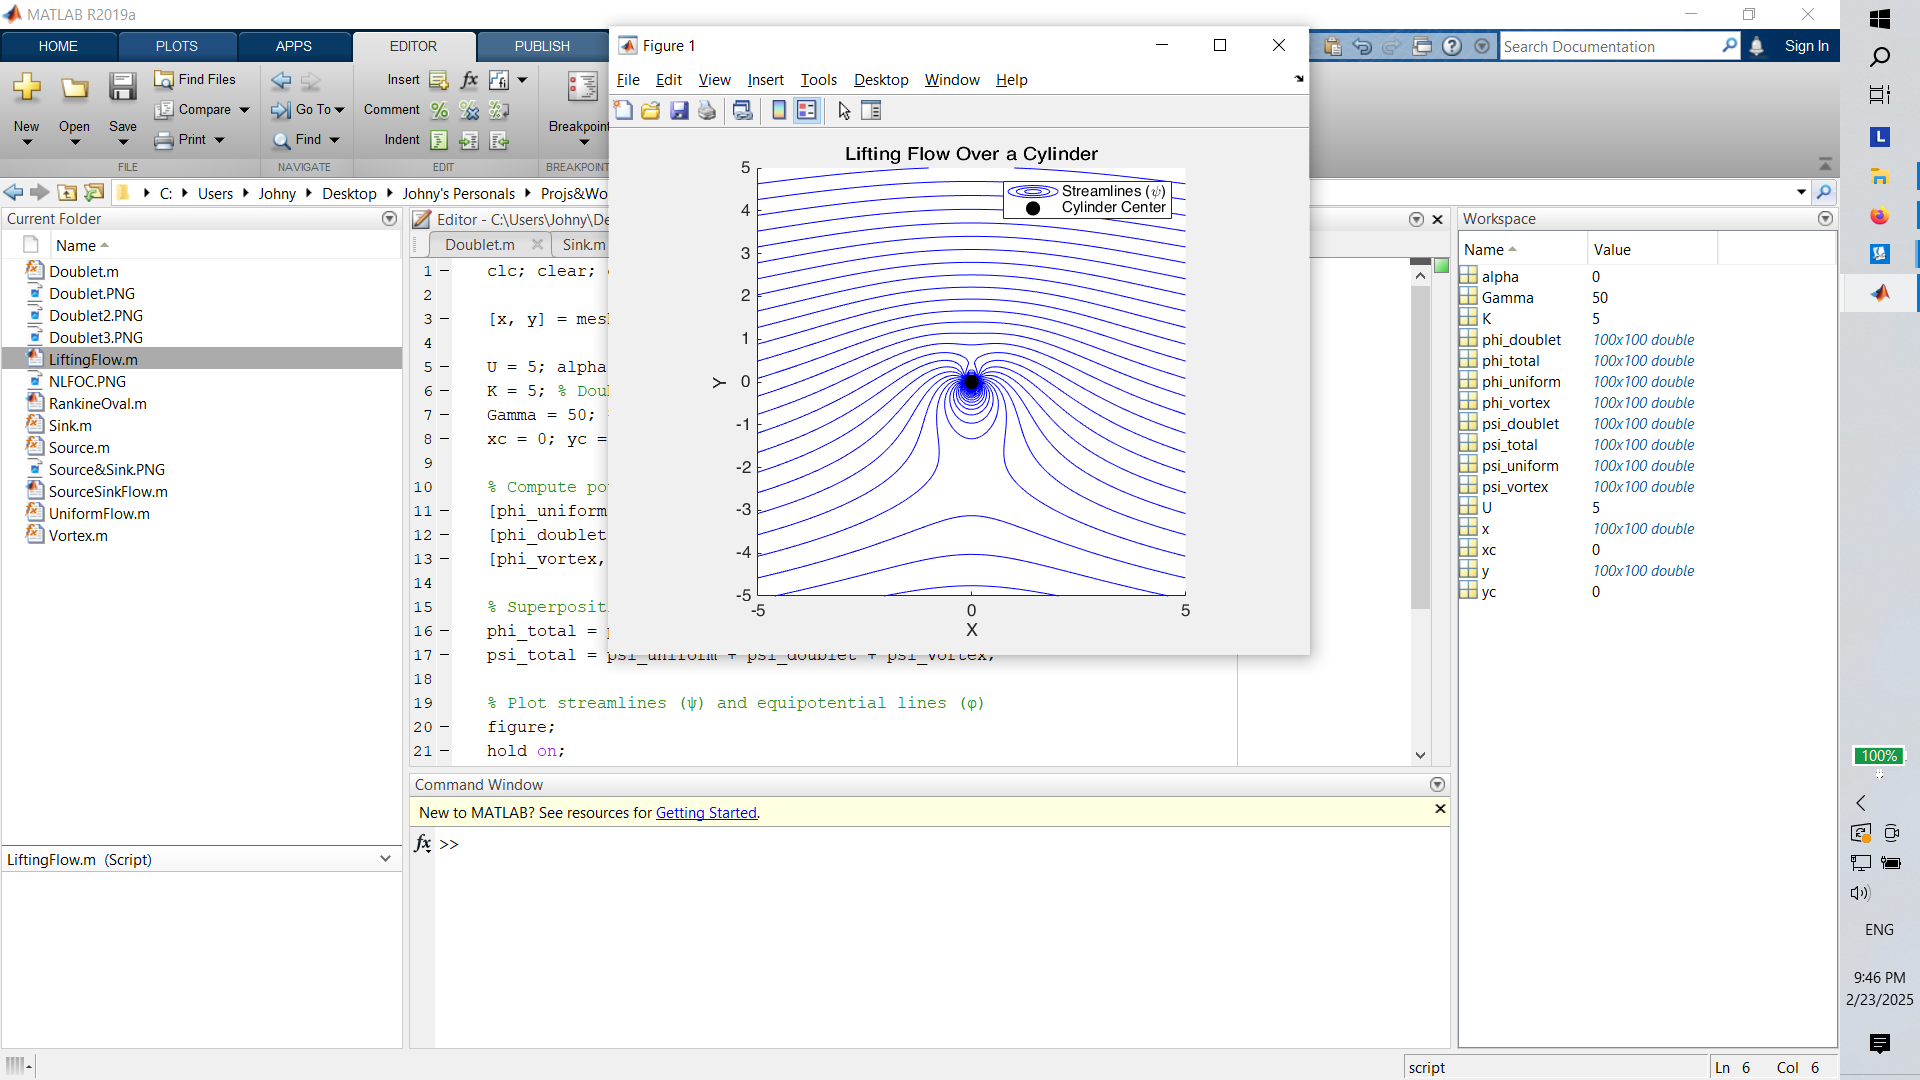 MATLAB R2019a
HOME PLOTS APPS EDITOR PUBLISH
Search Documentation
Sign In
New Open Save
Find Files
Compare
Print
FILE
Go To
Find
NAVIGATE
Insert
Comment
Indent
EDIT
Breakpoint
BREAKPOINT
C: Users Johny Desktop Johny's Personals Projs&Wo
Current Folder
Name
Doublet.m
Doublet.PNG
Doublet2.PNG
Doublet3.PNG
LiftingFlow.m
NLFOC.PNG
RankineOval.m
Sink.m
Source.m
Source&Sink.PNG
SourceSinkFlow.m
UniformFlow.m
Vortex.m
LiftingFlow.m (Script)
Editor - C:\Users\Johny\De
Doublet.m Sink.m
1 clc; clear;
2
3 [x, y] = mes
4
5 U = 5; alpha
6 K = 5; % Dou
7 Gamma = 50;
8 xc = 0; yc =
9
10 % Compute po
11 [phi_uniform
12 [phi_doublet
13 [phi_vortex,
14
15 % Superposit
16 phi_total =
17 psi_total = psi_uniform + psi_doublet + psi_vortex;
18
19 % Plot streamlines (ψ) and equipotential lines (φ)
20 figure;
21 hold on;
Figure 1
File Edit View Insert Tools Desktop Window Help
Lifting Flow Over a Cylinder
Streamlines (ψ)
Cylinder Center
5
4
3
2
1
0
-1
-2
-3
-4
-5
Y
-5 0 5
X
Command Window
New to MATLAB? See resources for Getting Started.
fx >>
Workspace
Name Value
alpha 0
Gamma 50
K 5
phi_doublet 100x100 double
phi_total 100x100 double
phi_uniform 100x100 double
phi_vortex 100x100 double
psi_doublet 100x100 double
psi_total 100x100 double
psi_uniform 100x100 double
psi_vortex 100x100 double
U 5
x 100x100 double
xc 0
y 100x100 double
yc 0
script
Ln 6 Col 6
L
100%
ENG
9:46 PM
2/23/2025